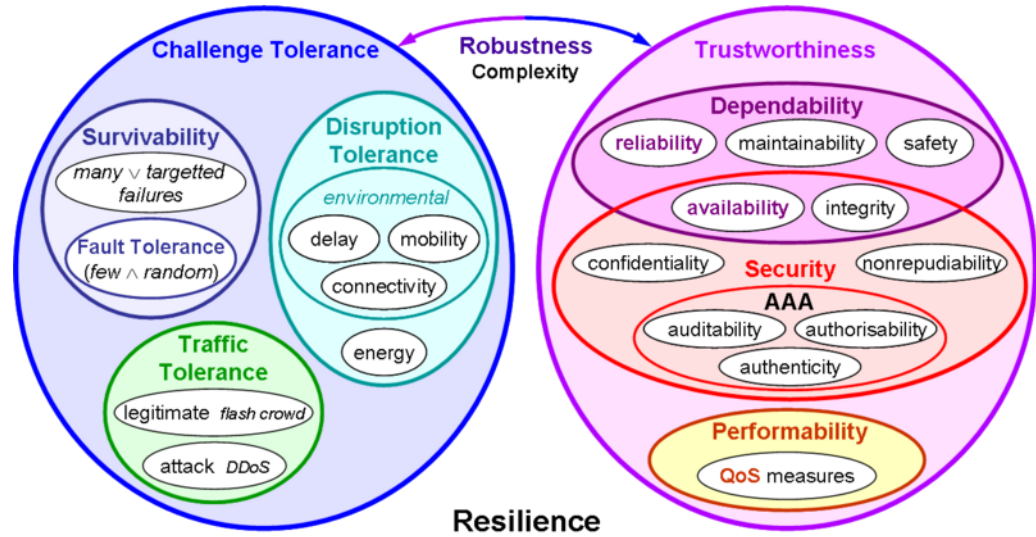 Challenge Tolerance
Robustness
Complexity
Trustworthiness
Survivability
many ∨ targetted
failures
Fault Tolerance
(few ∧ random)
Disruption
Tolerance
environmental
delay
mobility
connectivity
energy
Traffic
Tolerance
legitimate flash crowd
attack DDoS
Dependability
reliability
maintainability
safety
availability
integrity
confidentiality
Security
nonrepudiability
AAA
auditability
authorisability
authenticity
Performability
QoS measures
Resilience